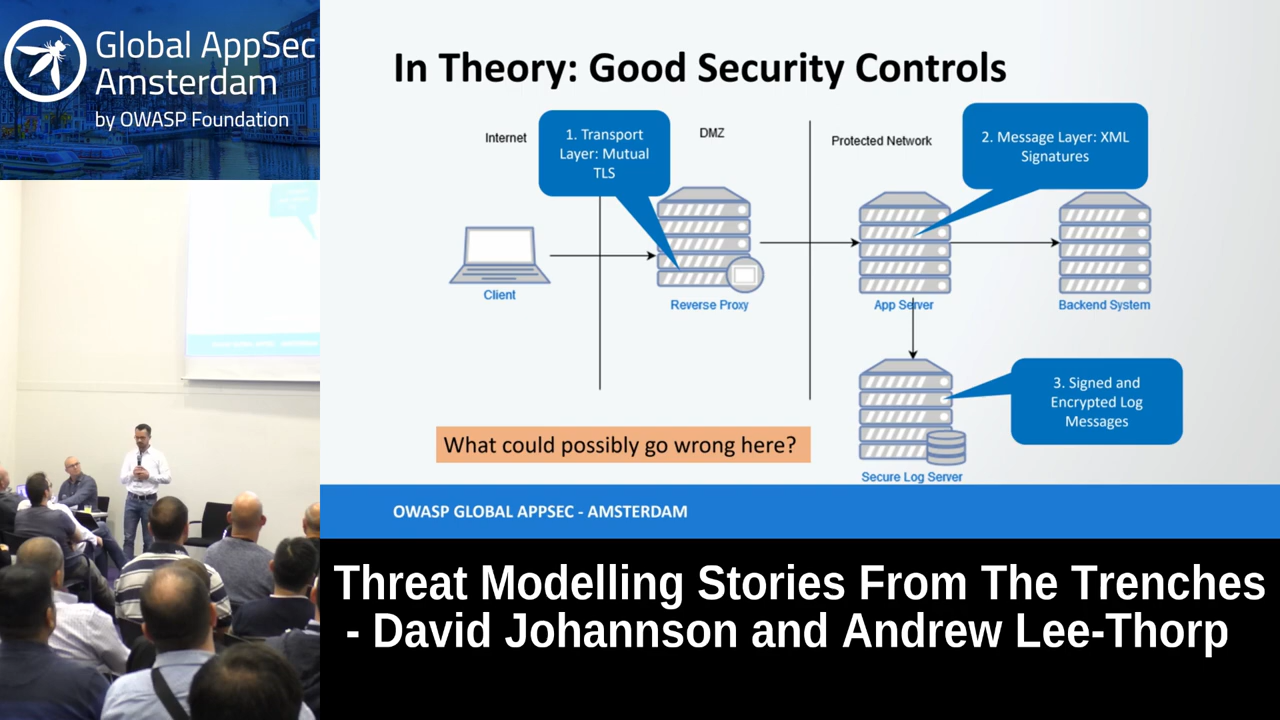 Global AppSec
Amsterdam
by OWASP Foundation
In Theory: Good Security Controls
Internet
1. Transport
Layer: Mutual
TLS
DMZ
Protected Network
2. Message Layer: XML
Signatures
Client
Reverse Proxy
App Server
Backend System
3. Signed and
Encrypted Log
Messages
What could possibly go wrong here?
Secure Log Server
OWASP GLOBAL APPSEC - AMSTERDAM
Threat Modelling Stories From The Trenches
- David Johannson and Andrew Lee-Thorp